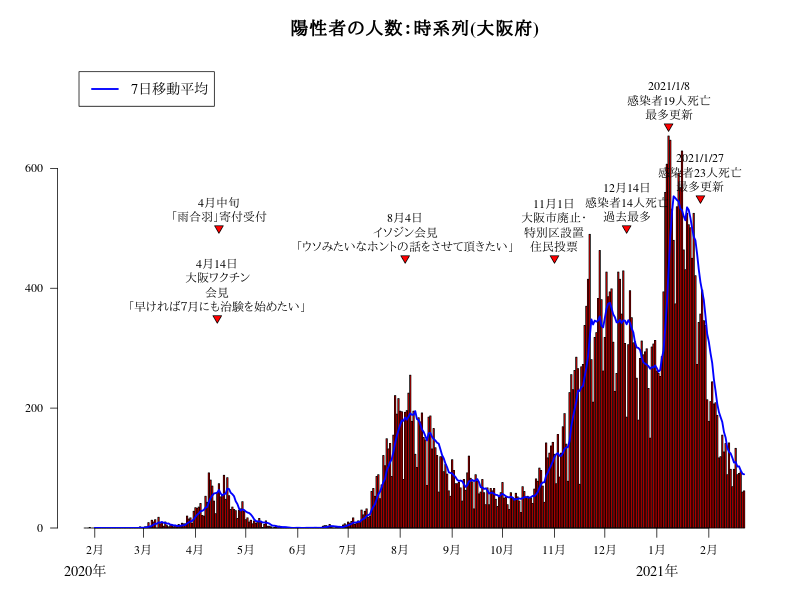 陽性者の人数:時系列(大阪府)
7日移動平均
2021/1/8
感染者19人死亡
最多更新
2021/1/27
感染者23人死亡
最多更新
12月14日
感染者14人死亡
過去最多
11月1日
大阪市廃止・
特別区設置
住民投票
4月中旬
「雨合羽」寄付受付
8月4日
イソジン会見
「ウソみたいなホントの話をさせて頂きたい」
4月14日
大阪ワクチン
会見
「早ければ7月にも治験を始めたい」
600
400
200
0
2月 3月 4月 5月 6月 7月 8月 9月 10月 11月 12月 1月 2月
2020年 2021年